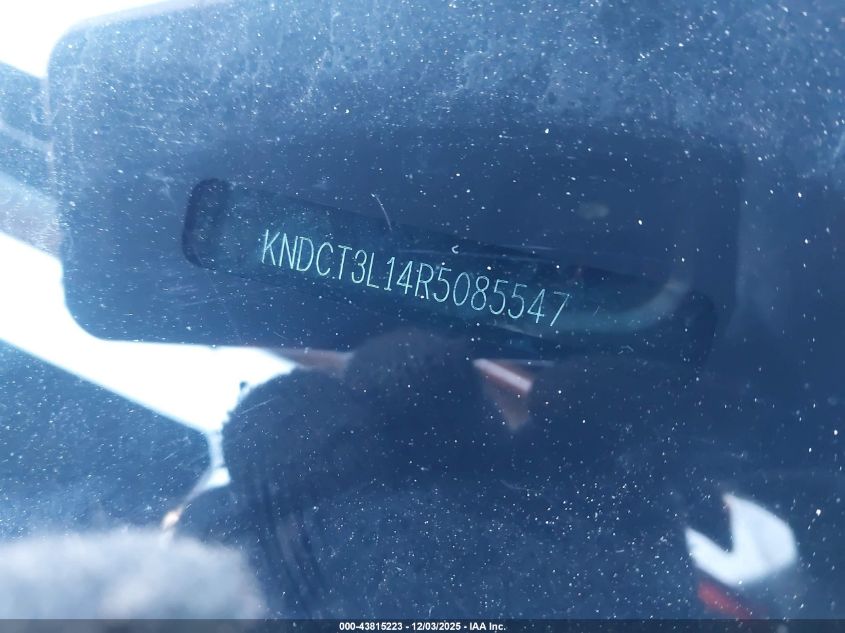 KNDCT3L14R5085547
000-43815223 - 12/03/2025 - IAA Inc.